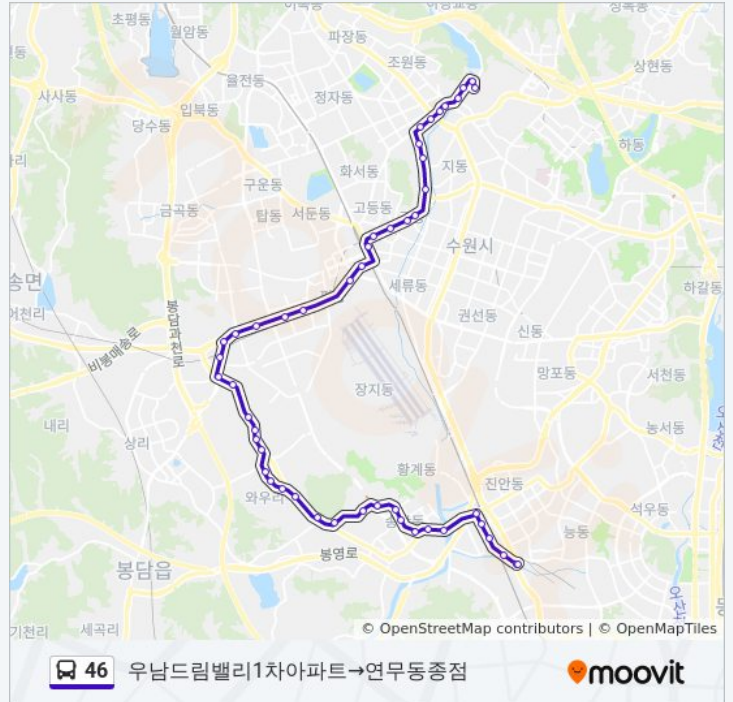 초평동
월암동
파장동
조원동
율전동
정자동
상현동
사사동
입북동
당수동
하동
지동
화서동
구운동
금곡동
탑동
서둔동
고등동
수원시
송면
세류동
하갈동
어천리
봉담과천로
권선동
신동
비봉매송로
망포동
서천동
장지동
내리
상리
농서동
황계동
진안동
와우리
석우동
능동
봉영로
봉담읍
기천리
세곡리
© OpenStreetMap contributors | © OpenMapTiles
46 우남드림밸리1차아파트→연무동종점
moovit